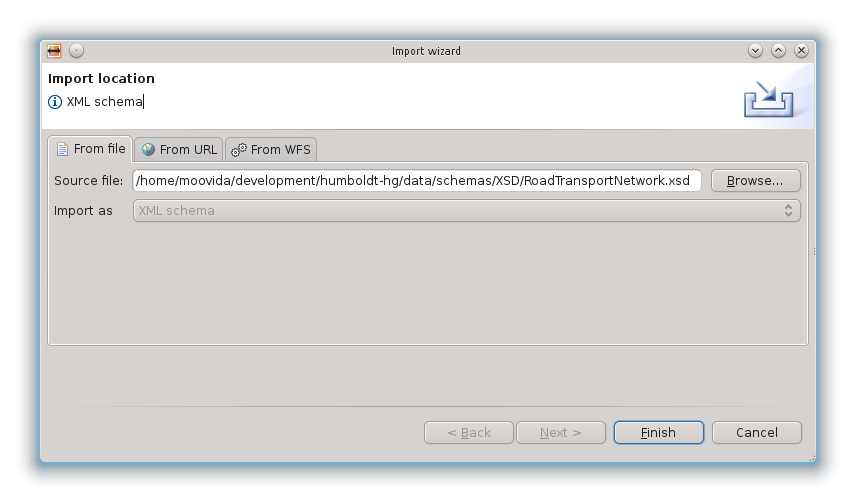 Import wizard
Import location
XML schema
From file From URL From WFS
Source file: /home/moovida/development/humboldt-hg/data/schemas/XSD/RoadTransportNetwork.xsd Browse...
Import as XML schema
< Back Next > Finish Cancel